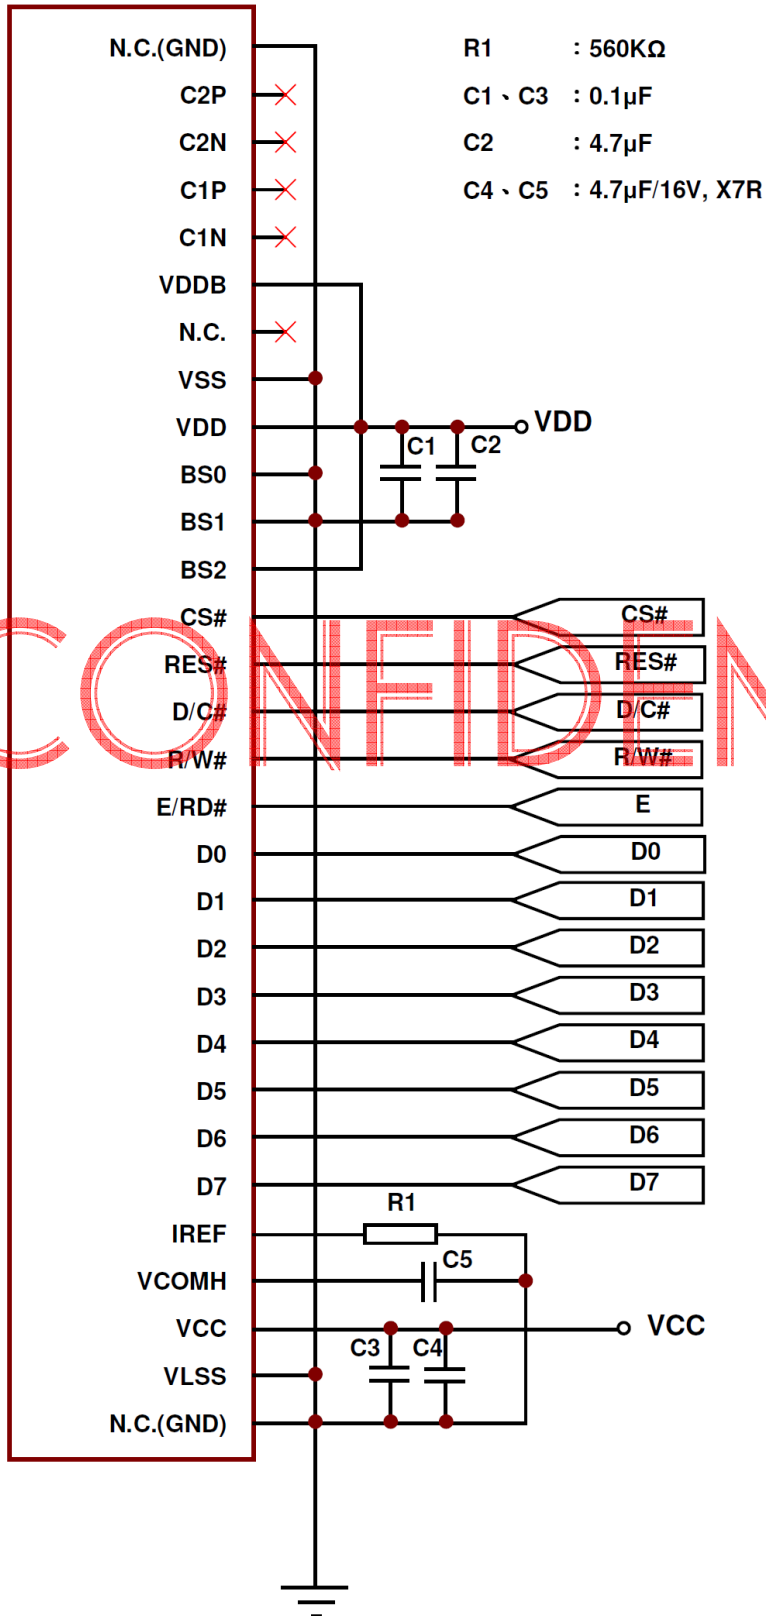 N.C.(GND)
R1 : 560KΩ
C2P
C1、C3 : 0.1μF
C2N
C2 : 4.7μF
C1P
C4、C5 : 4.7μF/16V, X7R
C1N
VDDB
N.C.
VSS
VDD
VDD
C1 C2
BS0
BS1
BS2
CS# CS#
RES# RES#
D/C# D/C#
R/W# R/W#
CONFIDEN
E/RD# E
D0 D0
D1 D1
D2 D2
D3 D3
D4 D4
D5 D5
D6 D6
D7 D7
R1
IREF
C5
VCOMH
VCC VCC
C3 C4
VLSS
N.C.(GND)